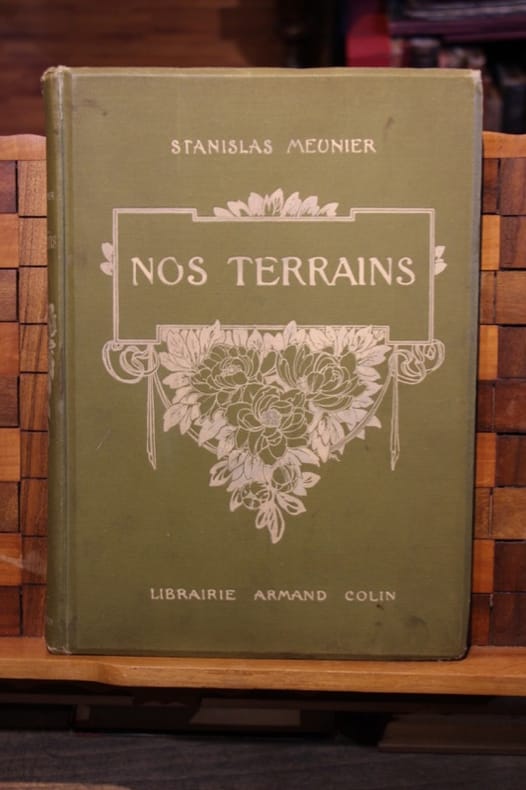 STANISLAS MEUNIER
NOS TERRAINS
LIBRAIRIE ARMAND COLIN